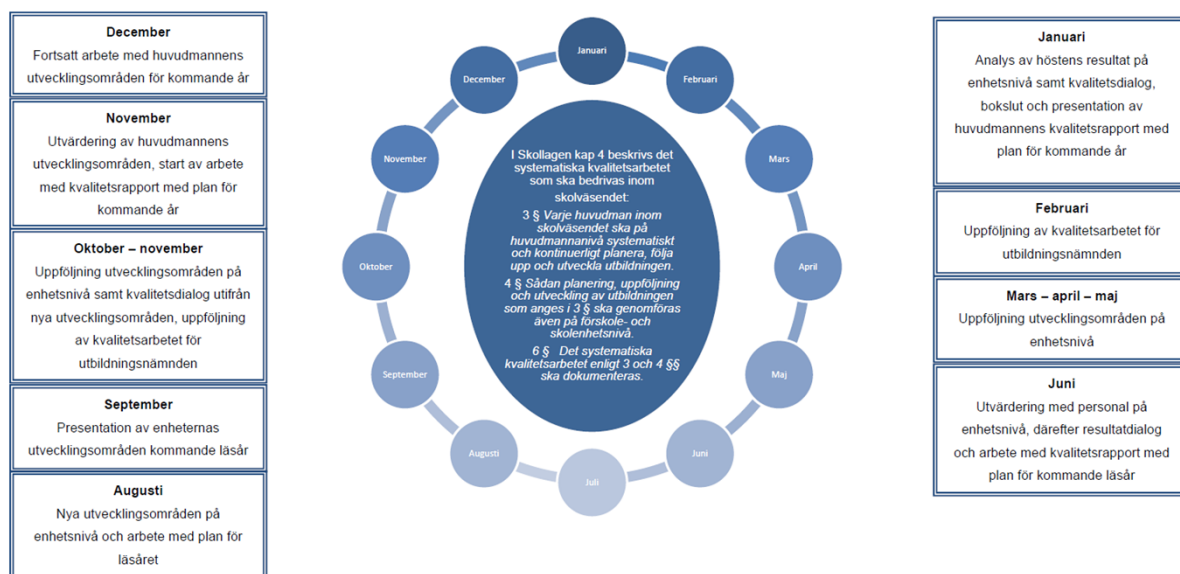 December
Fortsatt arbete med huvudmannens
utvecklingsområden för kommande år
November
Utvärdering av huvudmannens
utvecklingsområden, start av arbete
med kvalitetsrapport med plan för
kommande år
Oktober – november
Uppföljning utvecklingsområden på
enhetsnivå samt kvalitetsdialog utifrån
nya utvecklingsområden, uppföljning
av kvalitetsarbetet för
utbildningsnämnden
September
Presentation av enheternas
utvecklingsområden kommande läsår
Augusti
Nya utvecklingsområden på
enhetsnivå och arbete med plan för
läsåret
Januari
Februari
Mars
April
Maj
Juni
Juli
Augusti
September
Oktober
November
December
I Skollagen kap 4 beskrivs det
systematiska kvalitetsarbetet
som ska bedrivas inom
skolväsendet:
3 § Varje huvudman inom
skolväsendet ska på
huvudmannanivå systematiskt
och kontinuerligt planera, följa
upp och utveckla utbildningen.
4 § Sådan planering, uppföljning
och utveckling av utbildningen
som anges i 3 § ska genomföras
även på förskole- och
skolenhetsnivå.
6 § Det systematiska
kvalitetsarbetet enligt 3 och 4 §§
ska dokumenteras.
Januari
Analys av höstens resultat på
enhetsnivå samt kvalitetsdialog,
bokslut och presentation av
huvudmannens kvalitetsrapport med
plan för kommande år
Februari
Uppföljning av kvalitetsarbetet för
utbildningsnämnden
Mars – april – maj
Uppföljning utvecklingsområden på
enhetsnivå
Juni
Utvärdering med personal på
enhetsnivå, därefter resultatdialog
och arbete med kvalitetsrapport med
plan för kommande läsår